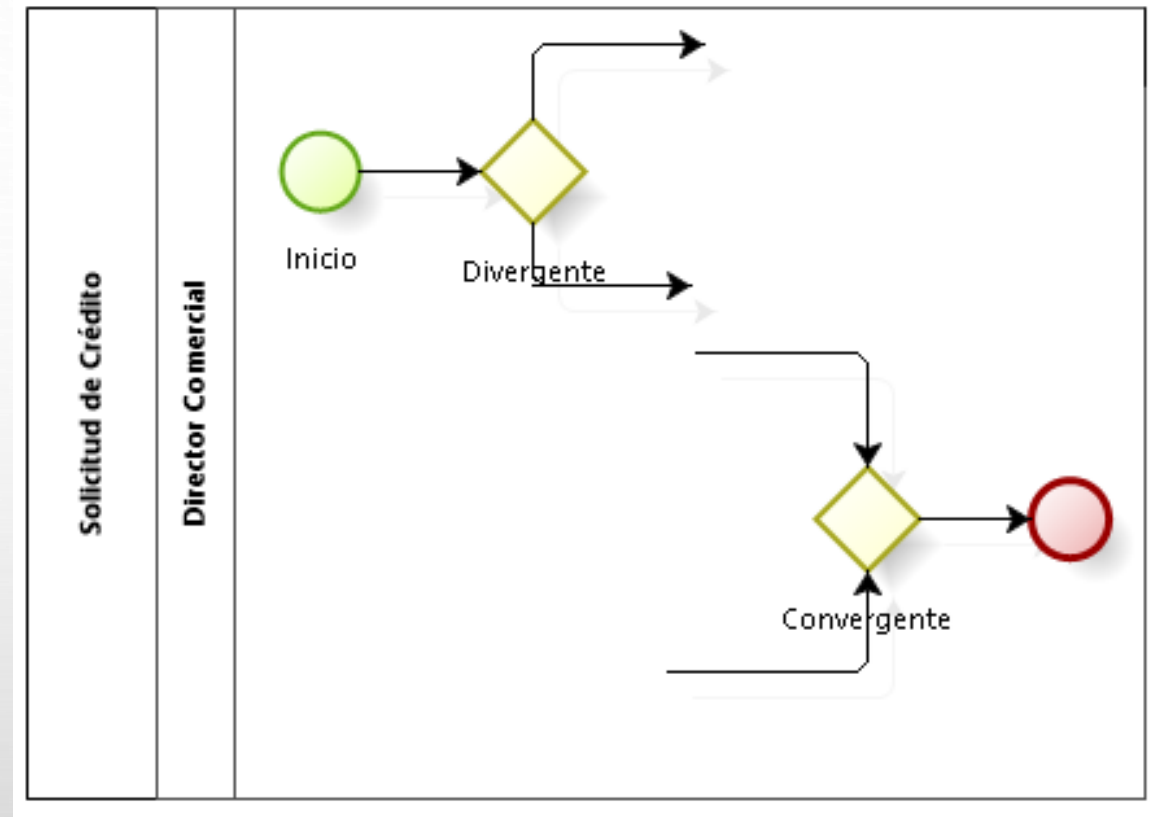 Solicitud de Crédito
Director Comercial
Inicio
Divergente
Convergente